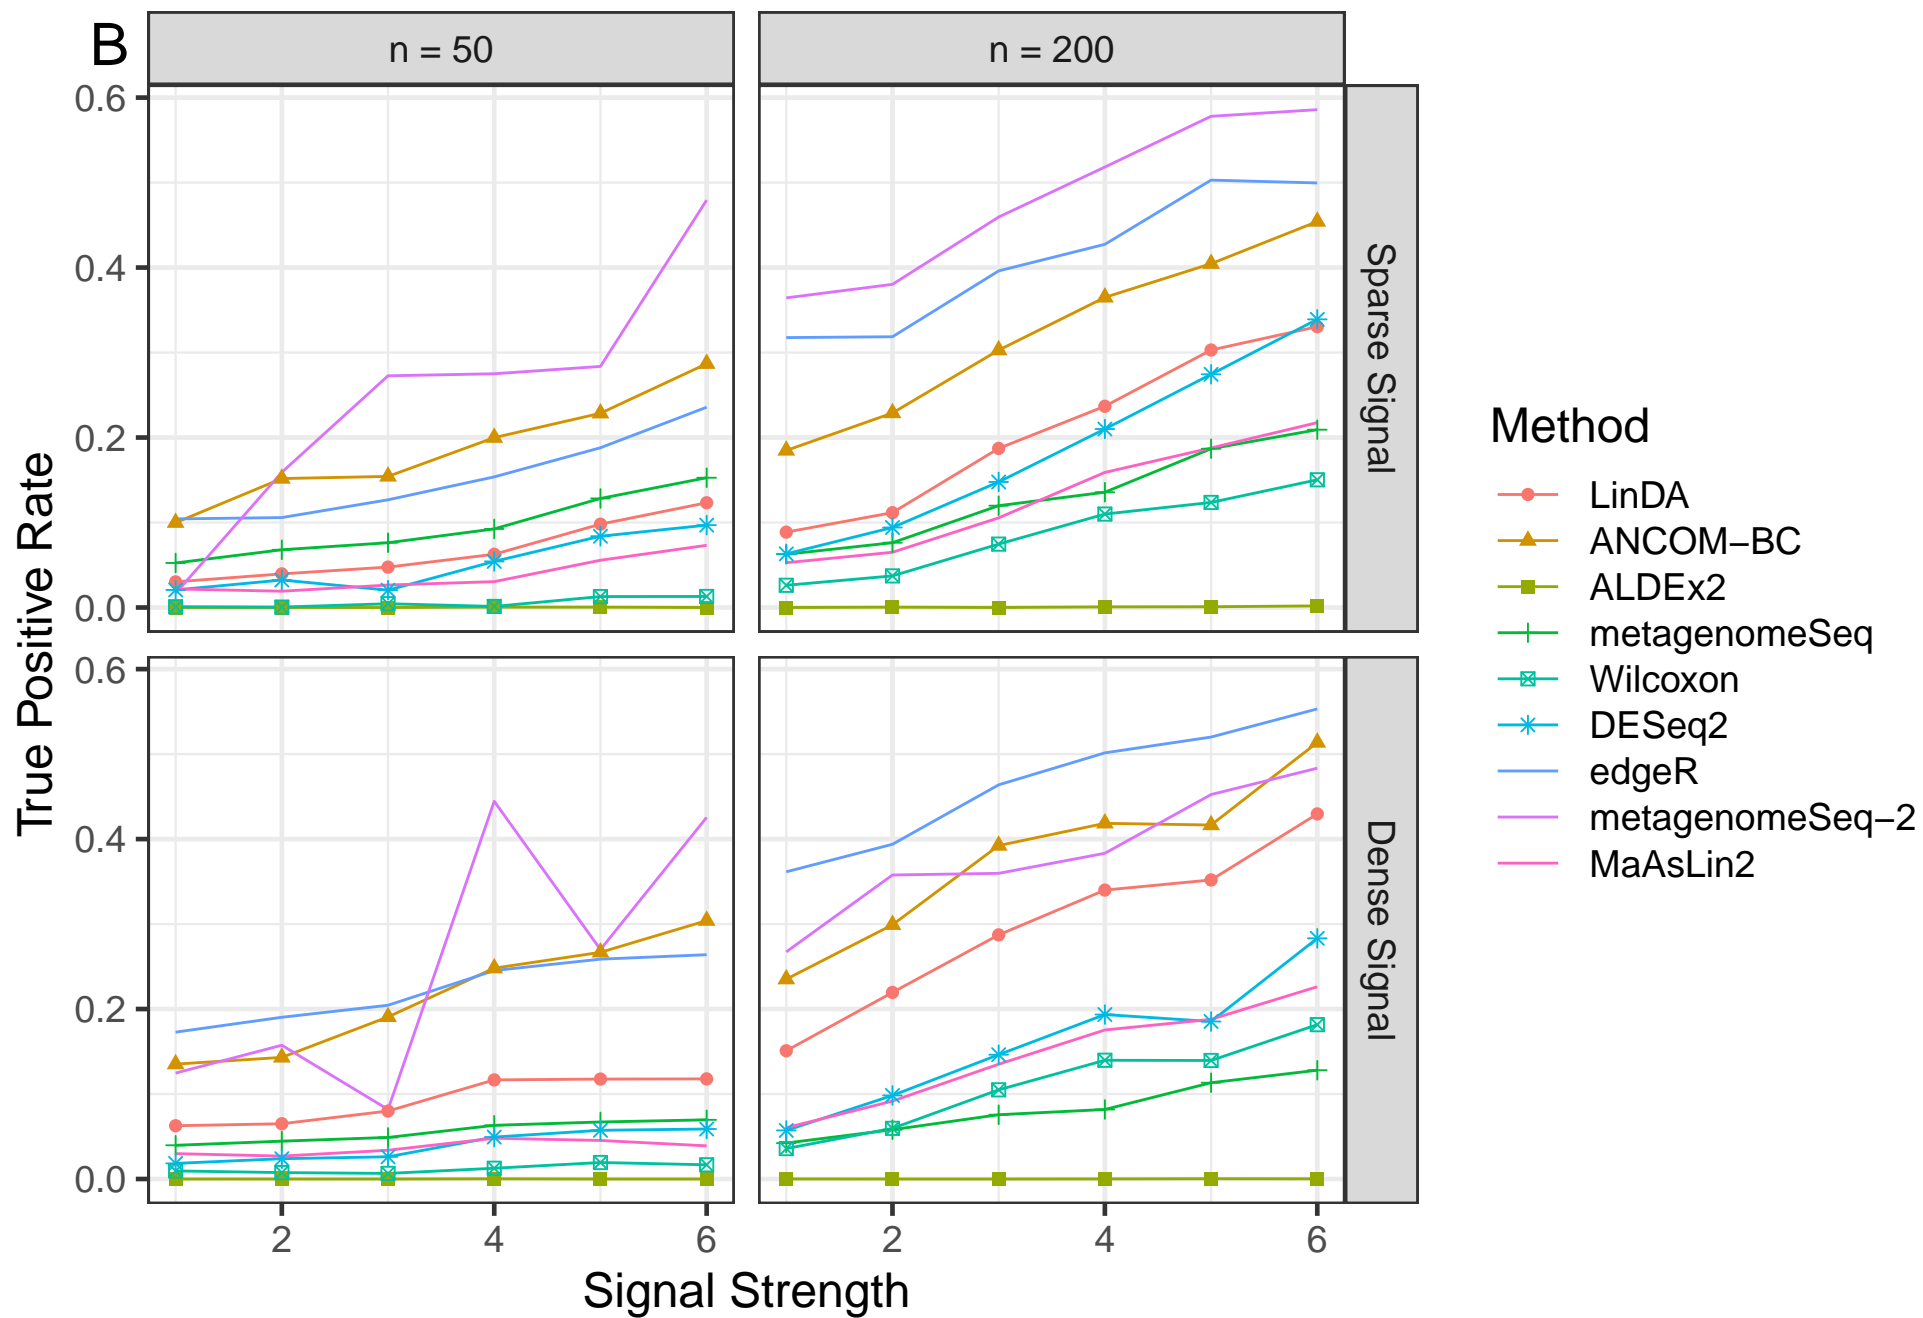 B
n = 50
n = 200
0.6
0.4
0.2
0.0
Sparse Signal
0.6
0.4
0.2
0.0
Dense Signal
True Positive Rate
2
4
6
2
4
6
Signal Strength
Method
LinDA
ANCOM−BC
ALDEx2
metagenomeSeq
Wilcoxon
DESeq2
edgeR
metagenomeSeq−2
MaAsLin2